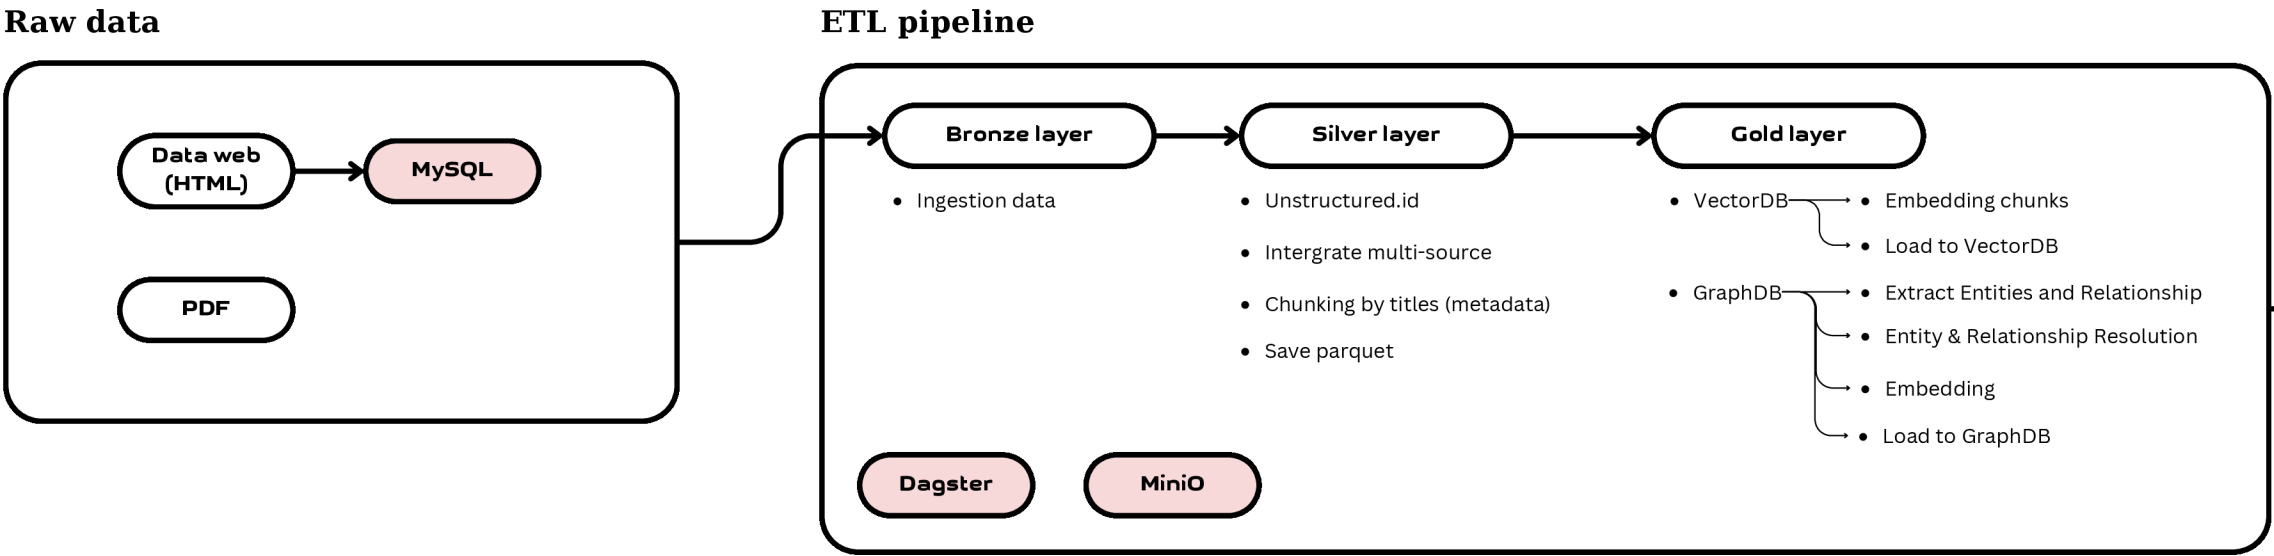 Raw data
ETL pipeline
Data web
(HTML)
MySQL
PDF
Bronze layer
Silver layer
Gold layer
Ingestion data
Unstructured.id
Intergrate multi-source
Chunking by titles (metadata)
Save parquet
VectorDB
Embedding chunks
Load to VectorDB
GraphDB
Extract Entities and Relationship
Entity & Relationship Resolution
Embedding
Load to GraphDB
Dagster
MiniO